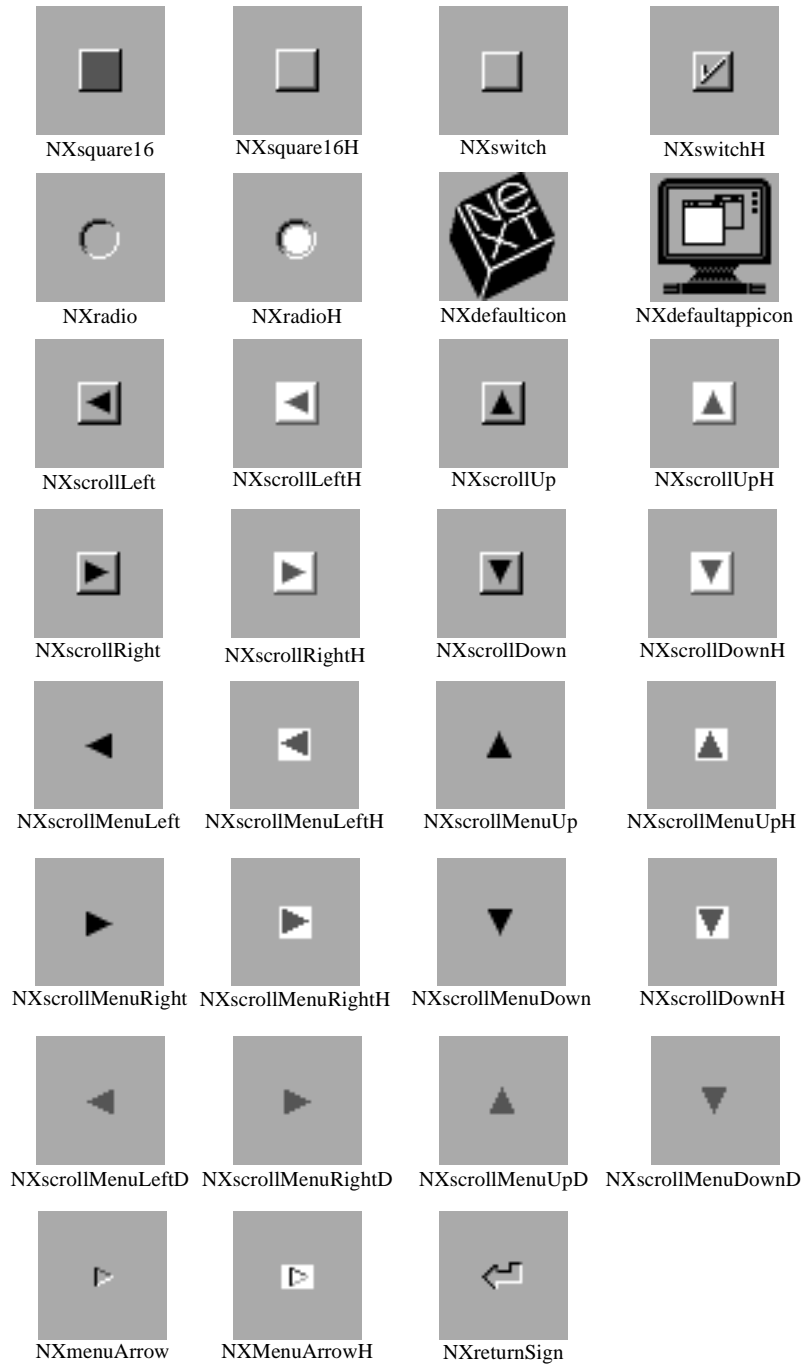 NXsquare16 NXsquare16H NXswitch NXswitchH
NeXT
NXradio NXradioH NXdefaulticon NXdefaultappicon
NXscrollLeft NXscrollLeftH NXscrollUp NXscrollUpH
NXscrollRight NXscrollRightH NXscrollDown NXscrollDownH
NXscrollMenuLeft NXscrollMenuLeftH NXscrollMenuUp NXscrollMenuUpH
NXscrollMenuRight NXscrollMenuRightH NXscrollMenuDown NXscrollDownH
NXscrollMenuLeftD NXscrollMenuRightD NXscrollMenuUpD NXscrollMenuDownD
NXmenuArrow NXMenuArrowH NXreturnSign